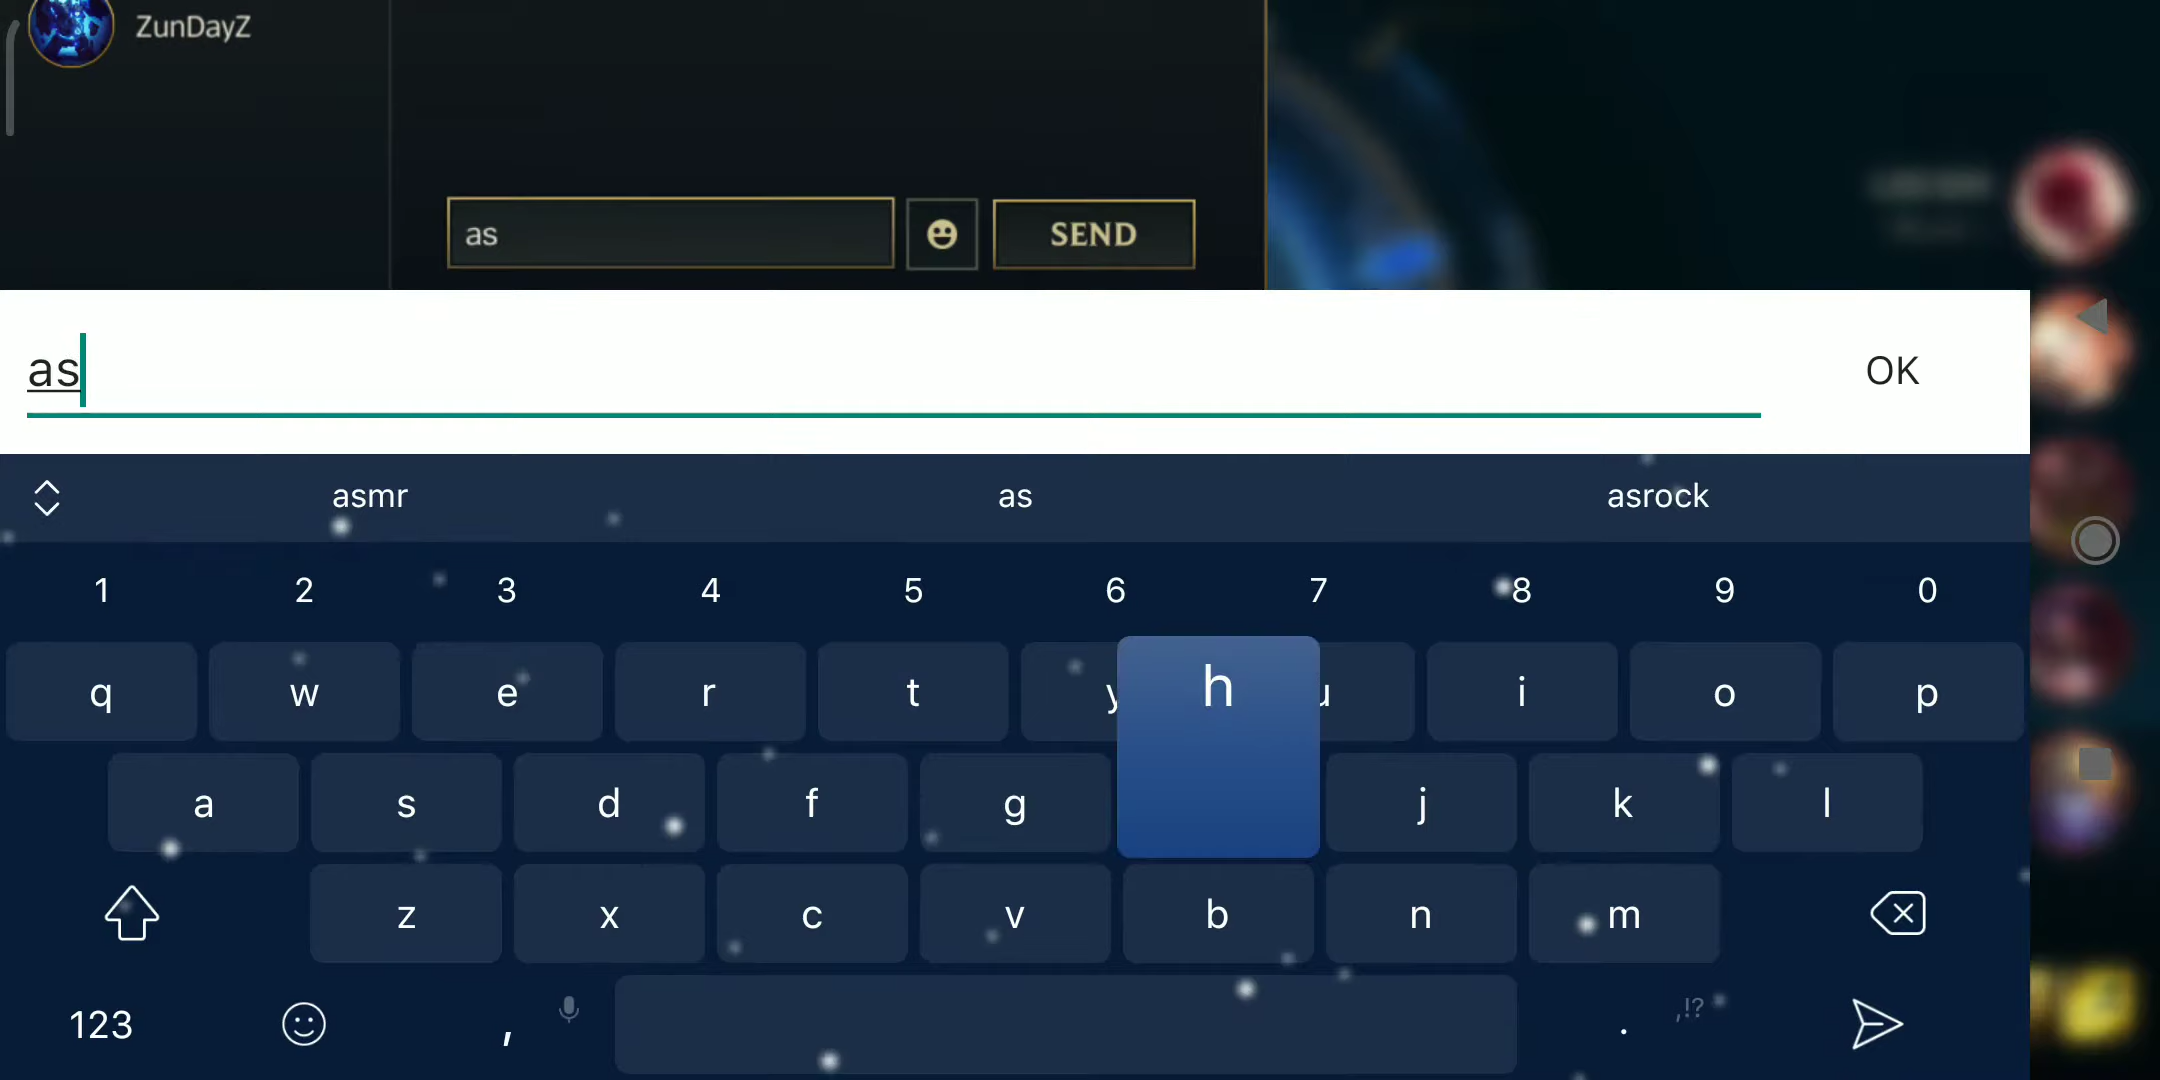 ZunDayZ
as
SEND
as
OK
asmr as asrock
1 2 3 4 5 6 7 8 9 0
q w e r t y h u i o p
a s d f g j k l
z x c v b n m
123 , . ,!?